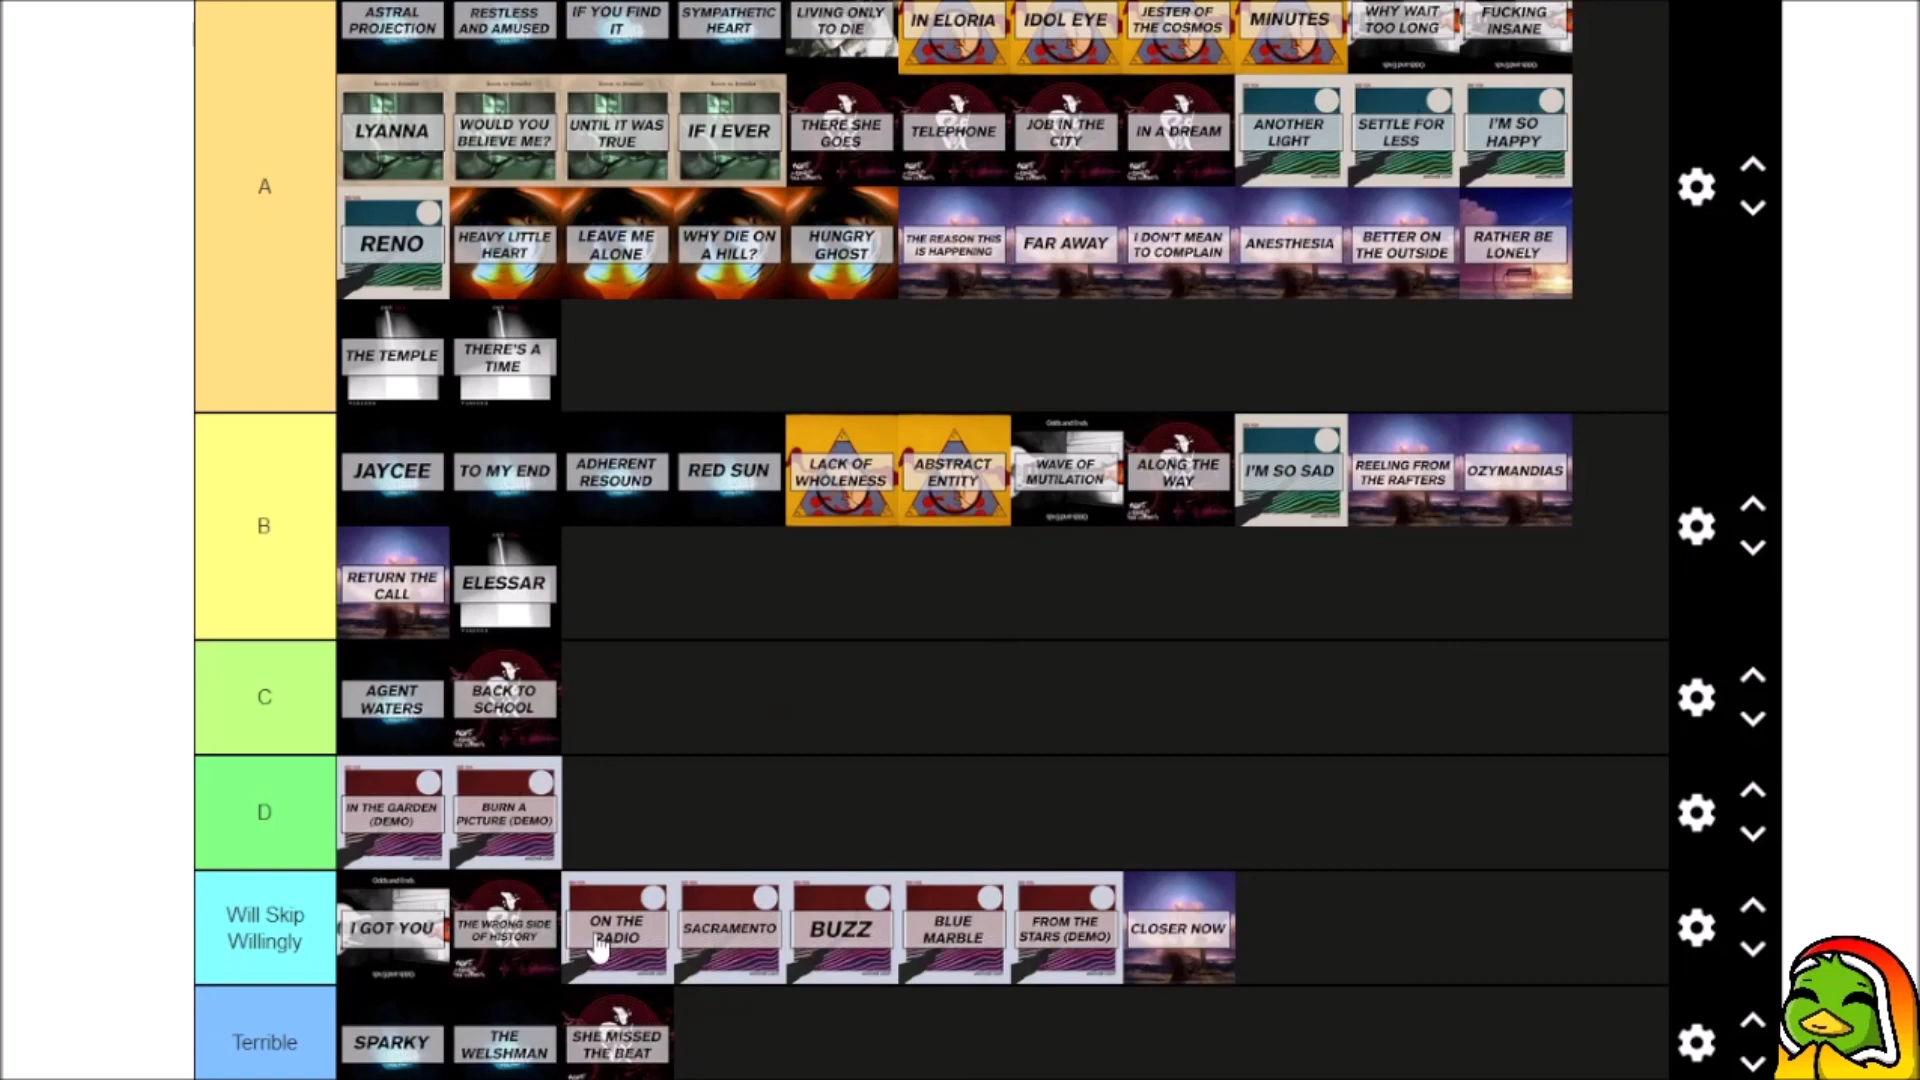 ASTRAL
PROJECTION
RESTLESS
AND AMUSED
IF YOU FIND
IT
SYMPATHETIC
HEART
LIVING ONLY
TO DIE
IN ELORIA
IDOL EYE
JESTER OF
THE COSMOS
MINUTES
WHY WAIT
TOO LONG
FUCKING
INSANE
A
LYANNA
WOULD YOU
BELIEVE ME?
UNTIL IT WAS
TRUE
IF I EVER
THERE SHE
GOES
TELEPHONE
JOB IN THE
CITY
IN A DREAM
ANOTHER
LIGHT
SETTLE FOR
LESS
I'M SO
HAPPY
RENO
HEAVY LITTLE
HEART
LEAVE ME
ALONE
WHY DIE ON
A HILL?
HUNGRY
GHOST
THE REASON THIS
IS HAPPENING
FAR AWAY
I DON'T MEAN
TO COMPLAIN
ANESTHESIA
BETTER ON
THE OUTSIDE
RATHER BE
LONELY
THE TEMPLE
THERE'S A
TIME
B
JAYCEE
TO MY END
ADHERENT
RESOUND
RED SUN
LACK OF
WHOLENESS
ABSTRACT
ENTITY
Odds and Ends
WAVE OF
MUTILATION
ALONG THE
WAY
I'M SO SAD
REELING FROM
THE RAFTERS
OZYMANDIAS
RETURN THE
CALL
ELESSAR
C
AGENT
WATERS
BACK TO
SCHOOL
D
IN THE GARDEN
(DEMO)
BURN A
PICTURE (DEMO)
Will Skip
Willingly
Odds and Ends
I GOT YOU
THE WRONG SIDE
OF HISTORY
ON THE
RADIO
SACRAMENTO
BUZZ
BLUE
MARBLE
FROM THE
STARS (DEMO)
CLOSER NOW
Terrible
SPARKY
THE
WELSHMAN
SHE MISSED
THE BEAT